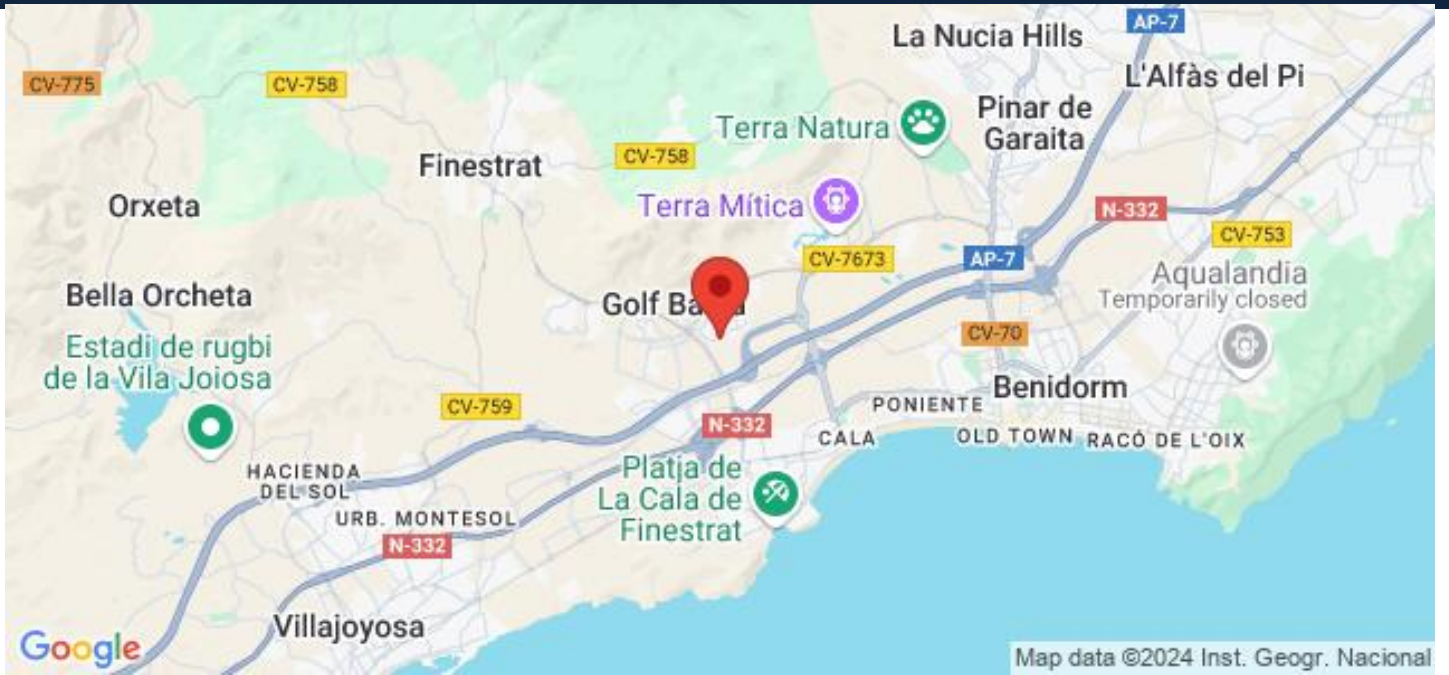 La Nucia Hills
AP-7
CV-775
CV-758
L'Alfàs del Pi
Terra Natura
Pinar de
Garaita
Finestrat
CV-758
Orxeta
Terra Mítica
N-332
CV-753
CV-7673
AP-7
Aqualandia
Temporarily closed
Bella Orcheta
Golf
Estadi de rugbi
de la Vila Joiosa
CV-70
Benidorm
CV-759
PONIENTE
N-332
CALA
OLD TOWN
RACÓ DE L'OIX
HACIENDA
DEL SOL
Platja de
La Cala de
Finestrat
URB. MONTESOL
N-332
Villajoyosa
Google
Map data ©2024 Inst. Geogr. Nacional